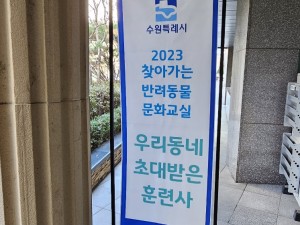 수원특례시
2023
찾아가는
반려동물
문화교실
우리동네
초대받은
훈련사